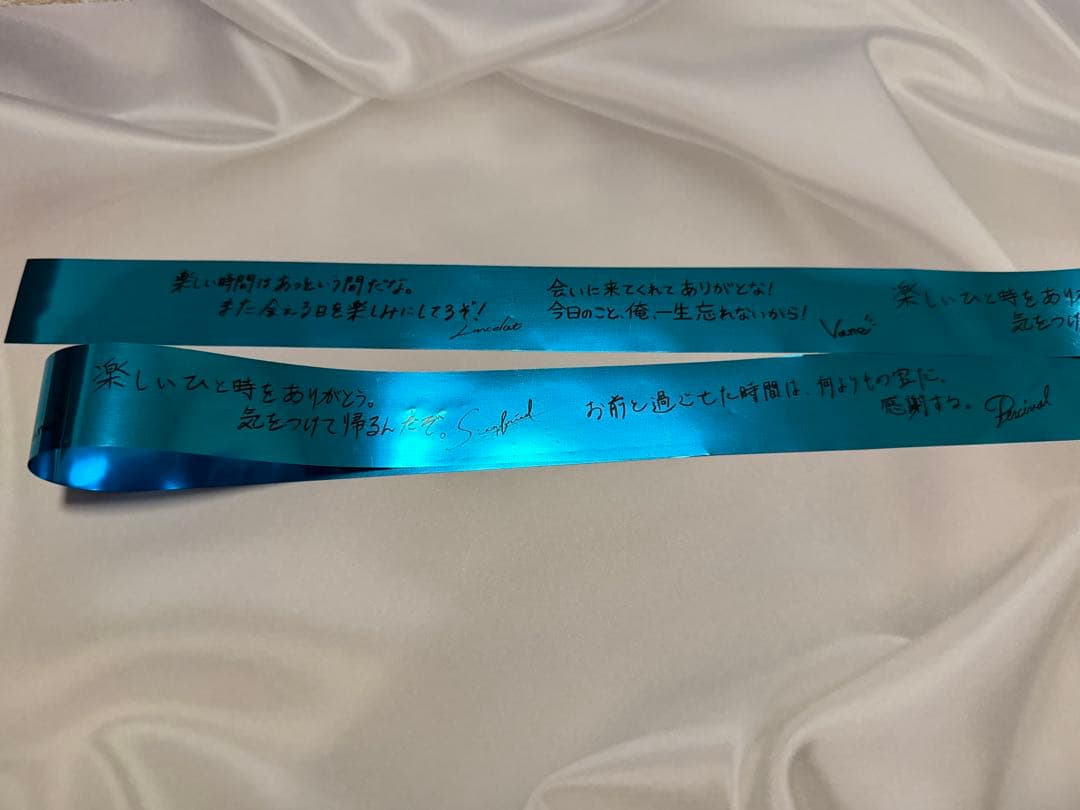 楽しい時間はあっという間だな。
また会える日を楽しみにしてるぞ!
Lancelot
会いに来てくれてありがとな!
今日のこと、俺、一生忘れないから!
Vane
楽しいひと時をあり
気をつけ
楽しいひと時をありがとう。
気をつけて帰るんだぞ。
Siegfried
お前と過ごせた時間は、何よりもの宝だ、
感謝する。
Percival